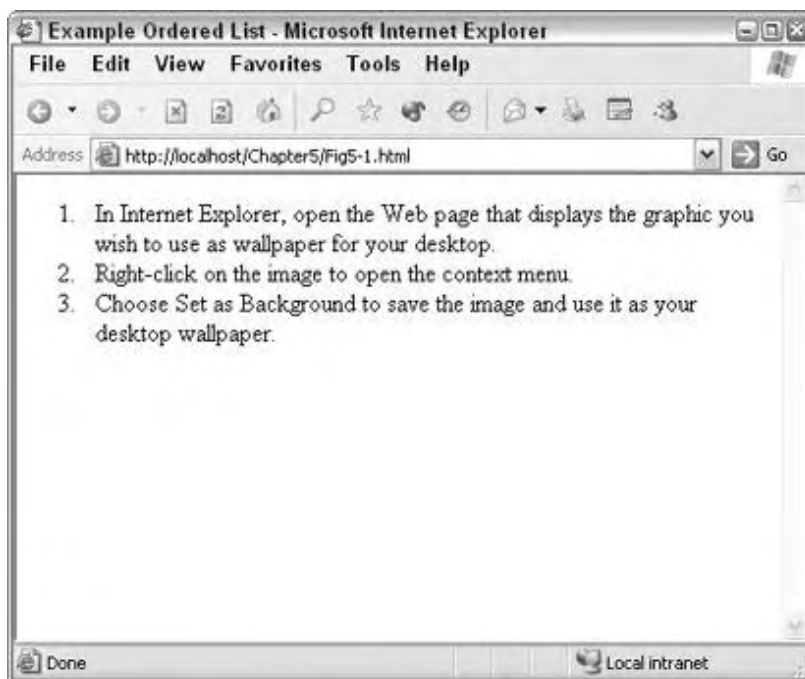 Example Ordered List - Microsoft Internet Explorer
File Edit View Favorites Tools Help
Address http://localhost/Chapter5/Fig5-1.html Go
1. In Internet Explorer, open the Web page that displays the graphic you
wish to use as wallpaper for your desktop.
2. Right-click on the image to open the context menu.
3. Choose Set as Background to save the image and use it as your
desktop wallpaper.
Done Local intranet